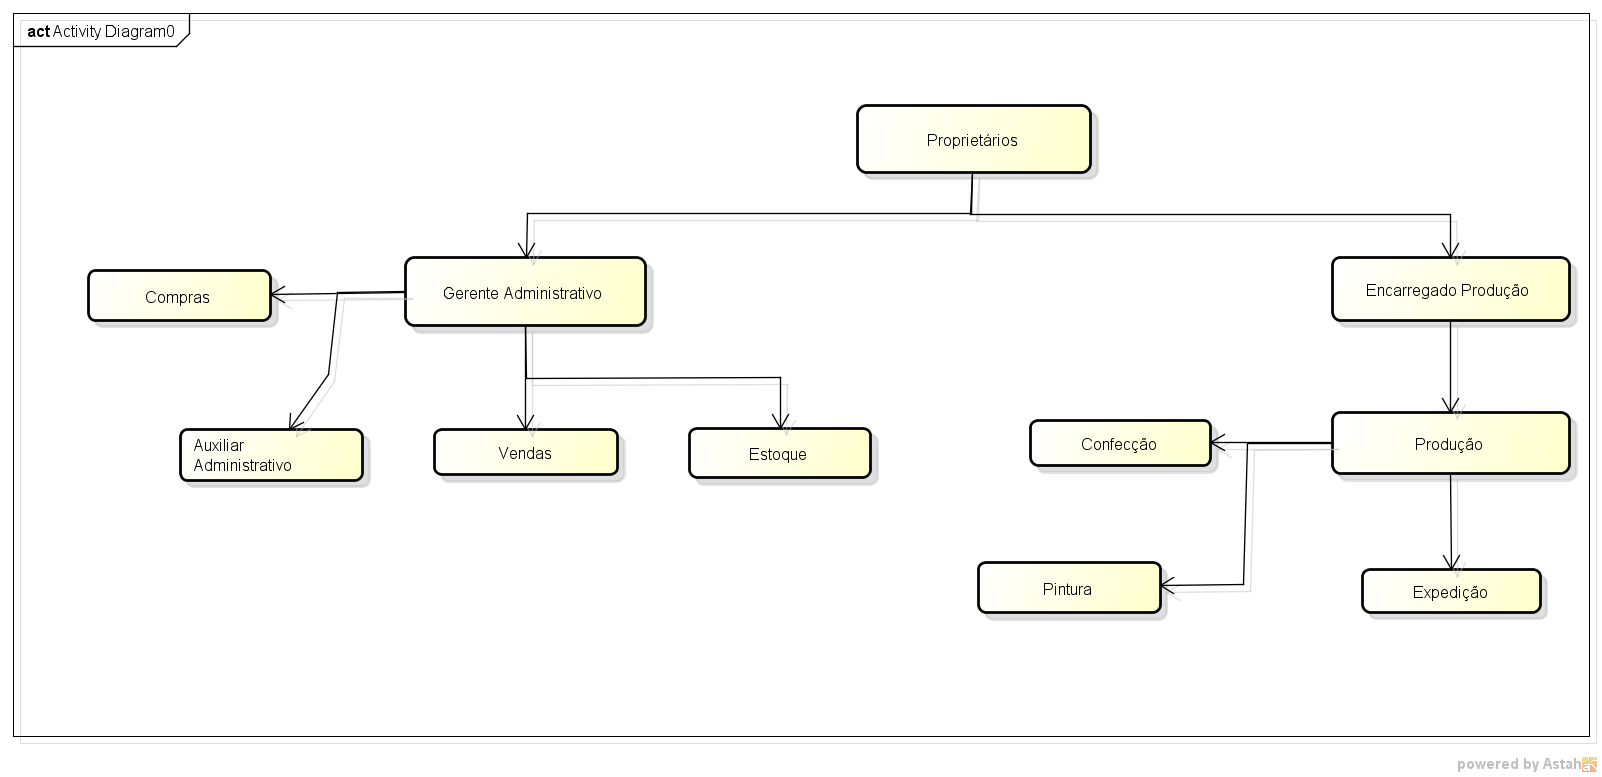 act Activity Diagram0
Proprietários
Gerente Administrativo
Encarregado Produção
Compras
Auxiliar
Administrativo
Vendas
Estoque
Confecção
Produção
Pintura
Expedição
powered by Astah